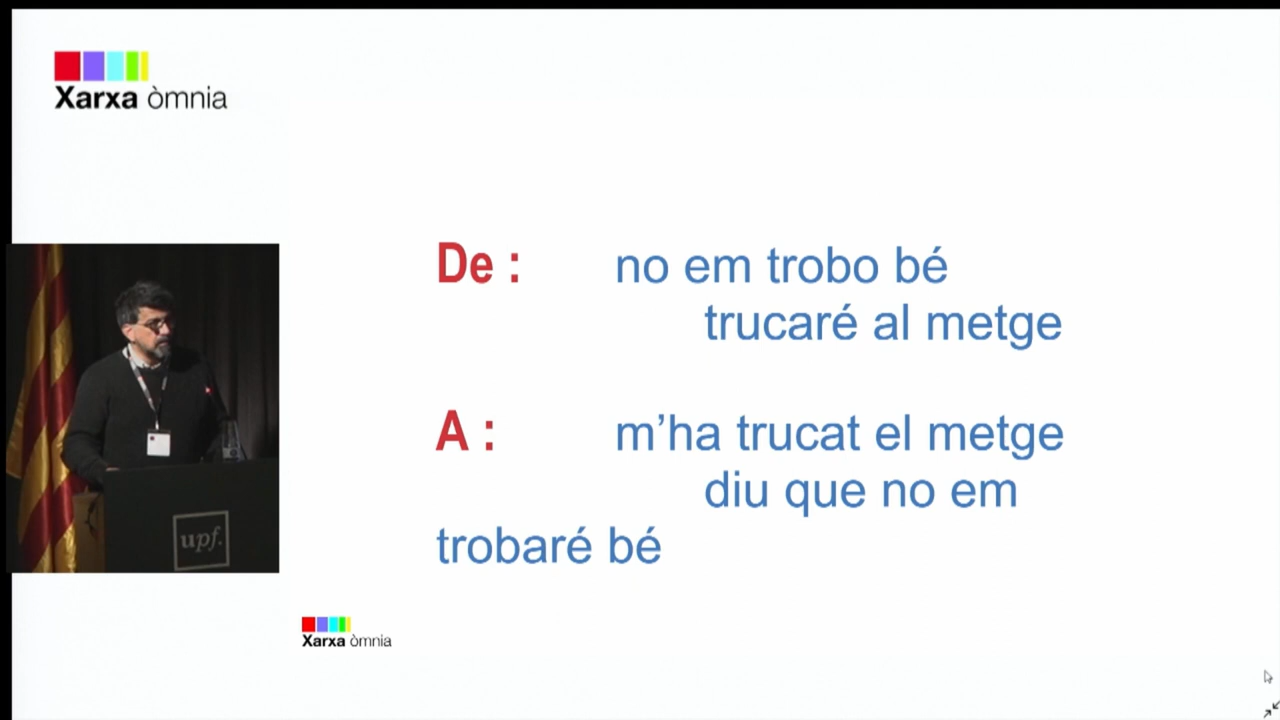 Xarxa òmnia
De : no em trobo bé
trucaré al metge
A : m’ha trucat el metge
diu que no em
trobaré bé
upf.
Xarxa òmnia